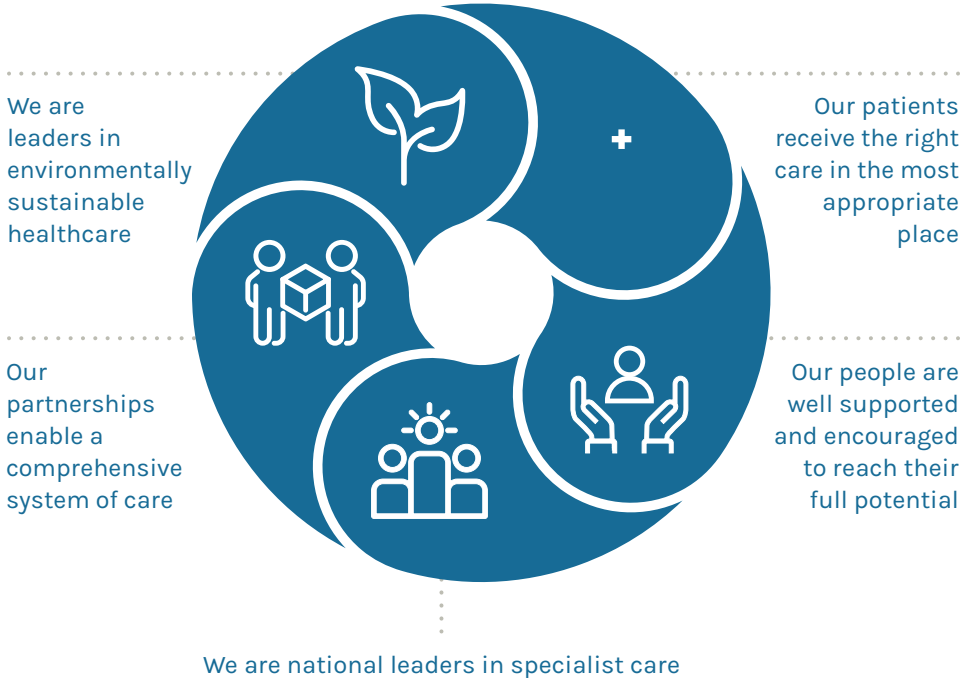 We are
leaders in
environmentally
sustainable
healthcare
Our patients
receive the right
care in the most
appropriate
place
Our
partnerships
enable a
comprehensive
system of care
Our people are
well supported
and encouraged
to reach their
full potential
We are national leaders in specialist care